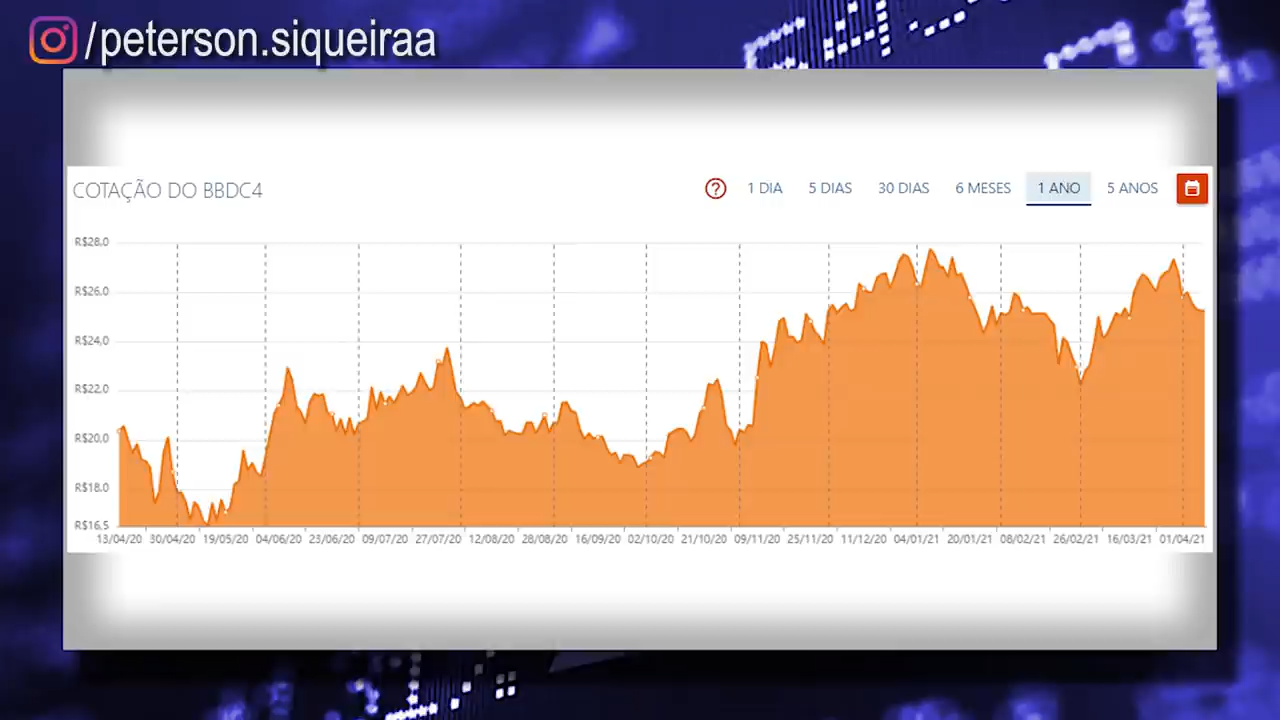 /peterson.siqueiraa
COTAÇÃO DO BBDC4
? 1 DIA 5 DIAS 30 DIAS 6 MESES 1 ANO 5 ANOS
R$28.0
R$26.0
R$24.0
R$22.0
R$20.0
R$18.0
R$16.5
13/04/20 30/04/20 19/05/20 04/06/20 23/06/20 09/07/20 27/07/20 12/08/20 28/08/20 16/09/20 02/10/20 21/10/20 09/11/20 25/11/20 11/12/20 04/01/21 20/01/21 08/02/21 26/02/21 16/03/21 01/04/21